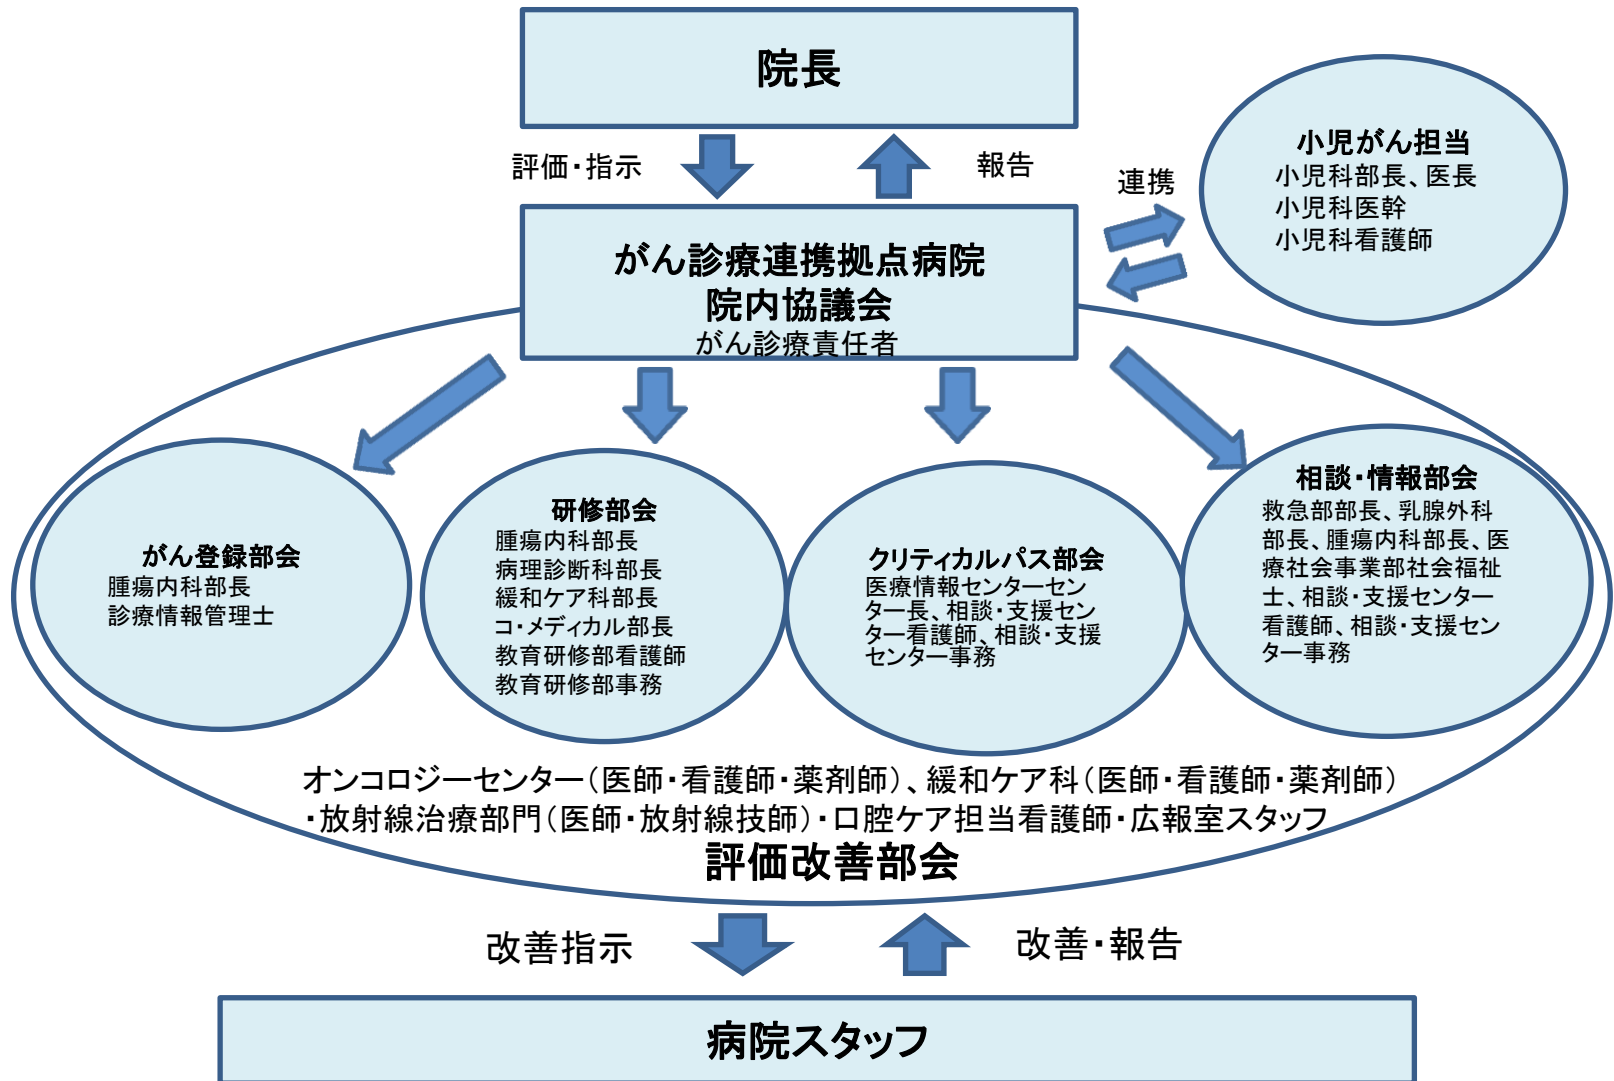 院長
評価・指示
報告
連携
小児がん担当
小児科部長、医長
小児科医幹
小児科看護師
がん診療連携拠点病院
院内協議会
がん診療責任者
がん登録部会
腫瘍内科部長
診療情報管理士
研修部会
腫瘍内科部長
病理診断科部長
緩和ケア科部長
コ・メディカル部長
教育研修部看護師
教育研修部事務
クリティカルパス部会
医療情報センターセン
ター長、相談・支援セン
ター看護師、相談・支援
センター事務
相談・情報部会
救急部部長、乳腺外科
部長、腫瘍内科部長、医
療社会事業部社会福祉
士、相談・支援センター
看護師、相談・支援セン
ター事務
オンコロジーセンター（医師・看護師・薬剤師）、緩和ケア科（医師・看護師・薬剤師）
・放射線治療部門（医師・放射線技師）・口腔ケア担当看護師・広報室スタッフ
評価改善部会
改善指示
改善・報告
病院スタッフ